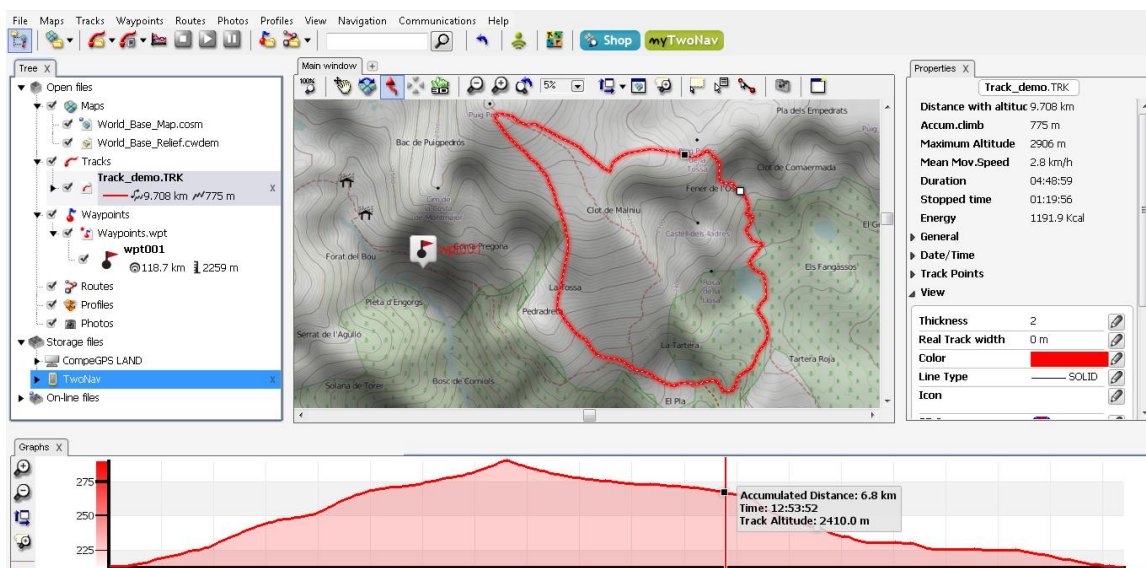 File Maps Tracks Waypoints Routes Photos Profiles View Navigation Communications Help
Shop myTwoNav
Tree X
Open files
Maps
World_Base_Map.cosm
World_Base_Relief.cwdem
Tracks
Track_demo.TRK
9.708 km 775 m x
Waypoints
Waypoints.wpt
wpt001
118.7 km 2259 m
Routes
Profiles
Photos
Storage files
CompeGPS LAND
TwoNav x
On-line files
Main window
100% 5%
Pla dels Empedrats
Bac de Puigpedrós
Clot de Comaermada
Clot de Malniu
Castell dels Lladres
wpt001
Forat del Bou
Els Fangassos
La Tossa
Pleta d'Engorgs
Pedradreta
Serrat de l'Agulló
La Tartera
Tartera Roja
Solana de Torer
Bosc de Corniols
El Pla
Properties X
Track_demo.TRK
Distance with altituc 9.708 km
Accum.climb 775 m
Maximum Altitude 2906 m
Mean Mov.Speed 2.8 km/h
Duration 04:48:59
Stopped time 01:19:56
Energy 1191.9 Kcal
General
Date/Time
Track Points
View
Thickness 2
Real Track width 0 m
Color
Line Type SOLID
Icon
Graphs X
275
250
225
Accumulated Distance: 6.8 km
Time: 12:53:52
Track Altitude: 2410.0 m